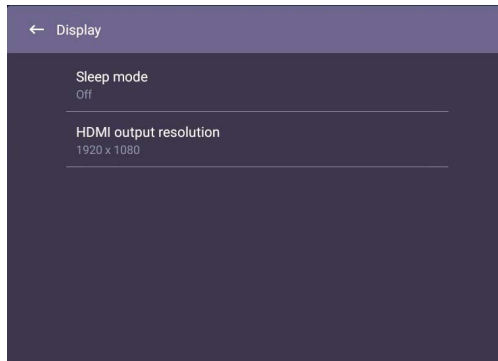 Display
Sleep mode
Off
HDMI output resolution
1920 x 1080